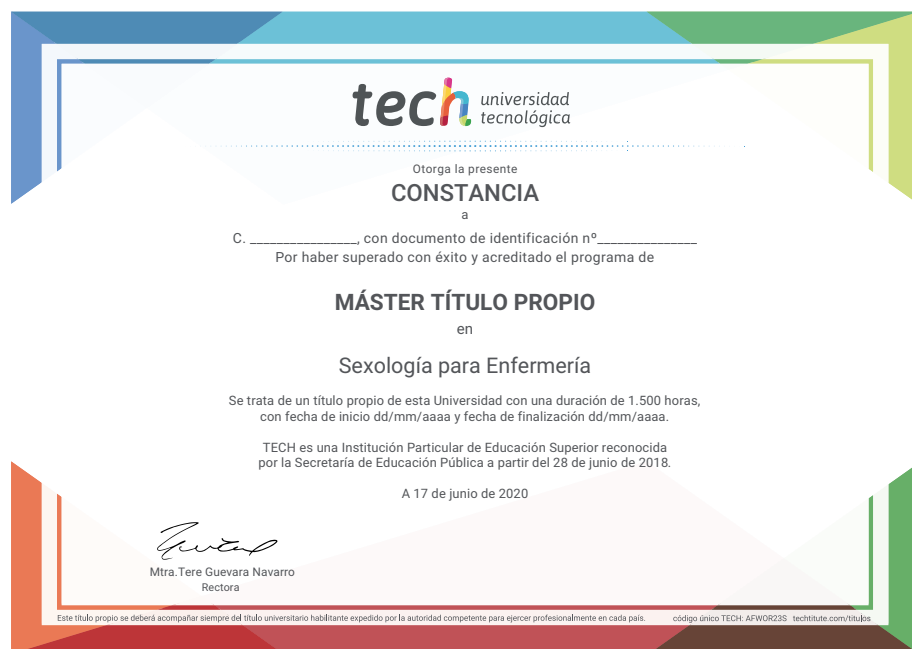 tech universidad
tecnológica
Otorga la presente
CONSTANCIA
a
C. ________________, con documento de identificación nº_______________
Por haber superado con éxito y acreditado el programa de
MÁSTER TÍTULO PROPIO
en
Sexología para Enfermería
Se trata de un título propio de esta Universidad con una duración de 1.500 horas,
con fecha de inicio dd/mm/aaaa y fecha de finalización dd/mm/aaaa.
TECH es una Institución Particular de Educación Superior reconocida
por la Secretaría de Educación Pública a partir del 28 de junio de 2018.
A 17 de junio de 2020
Mtra.Tere Guevara Navarro
Rectora
Este título propio se deberá acompañar siempre del título universitario habilitante expedido por la autoridad competente para ejercer profesionalmente en cada país. código único TECH: AFWOR23S techtitute.com/titulos